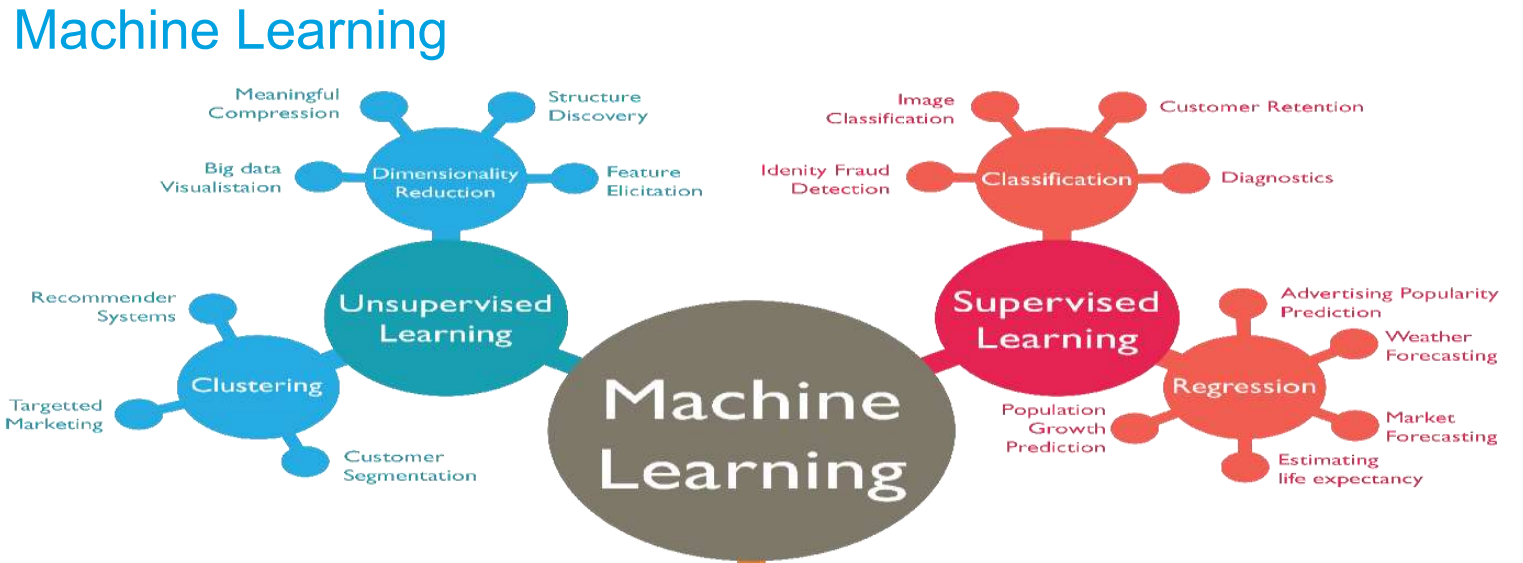 Machine Learning
Meaningful
Compression
Structure
Discovery
Big data
Visualistaion
Dimensionality
Reduction
Feature
Elicitation
Image
Classification
Customer Retention
Idenity Fraud
Detection
Classification
Diagnostics
Recommender
Systems
Unsupervised
Learning
Clustering
Targetted
Marketing
Customer
Segmentation
Machine
Learning
Supervised
Learning
Advertising Popularity
Prediction
Weather
Forecasting
Regression
Population
Growth
Prediction
Market
Forecasting
Estimating
life expectancy